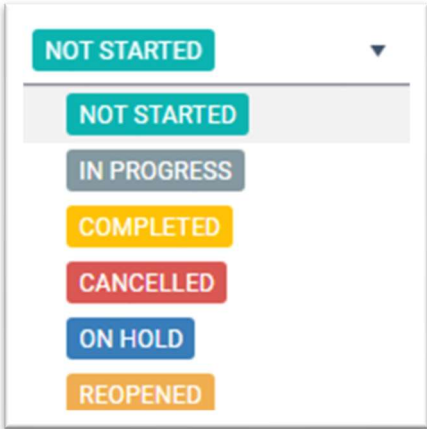 NOT STARTED
NOT STARTED
IN PROGRESS
COMPLETED
CANCELLED
ON HOLD
REOPENED